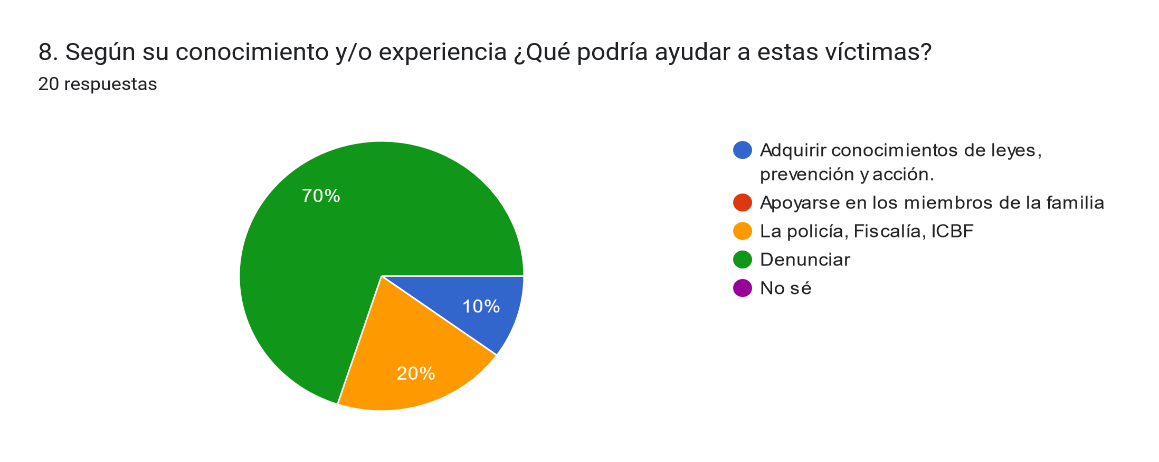 8. Según su conocimiento y/o experiencia ¿Qué podría ayudar a estas víctimas?
20 respuestas
70%
10%
20%
Adquirir conocimientos de leyes,
prevención y acción.
Apoyarse en los miembros de la familia
La policía, Fiscalía, ICBF
Denunciar
No sé